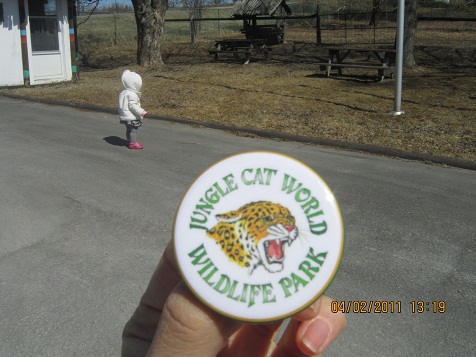 JUNGLE CAT WORLD
WILDLIFE PARK
04/02/2011 13:19